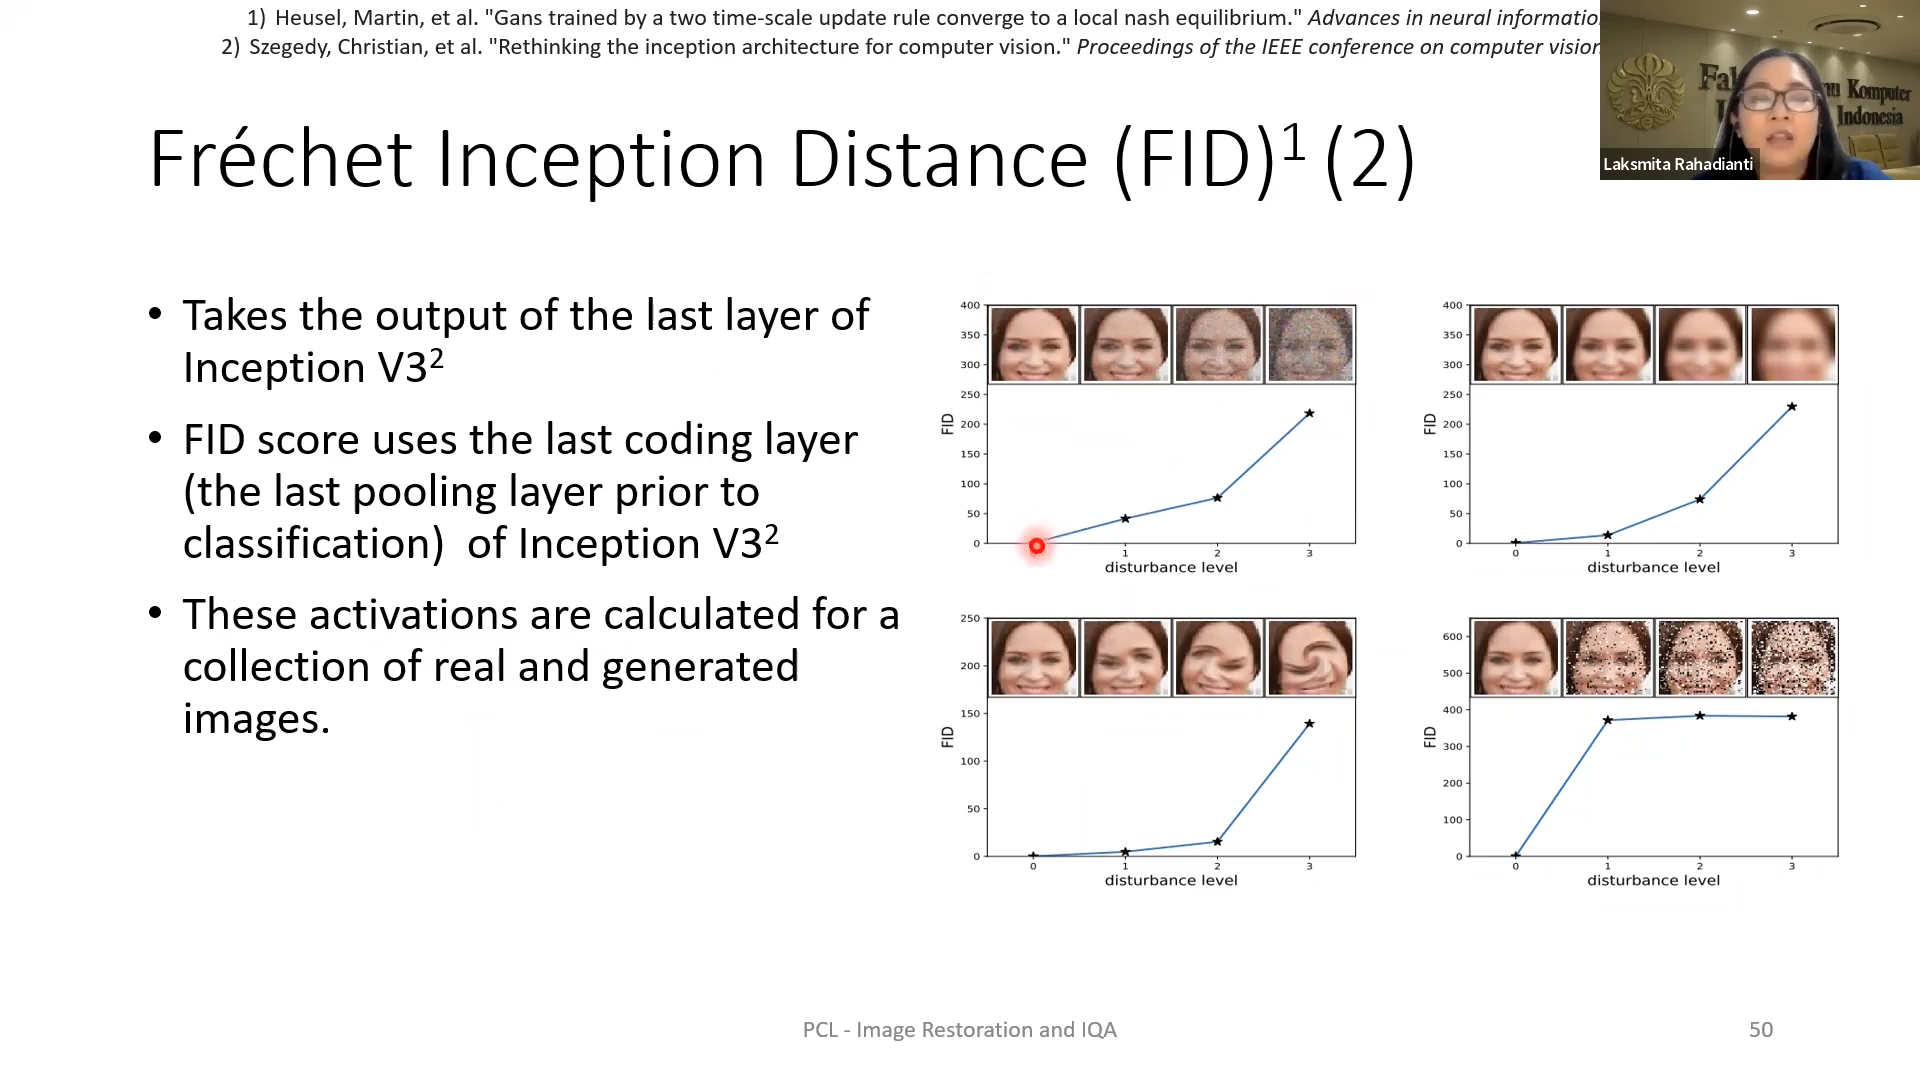 1) Heusel, Martin, et al. "Gans trained by a two time-scale update rule converge to a local nash equilibrium." Advances in neural informatio
2) Szegedy, Christian, et al. "Rethinking the inception architecture for computer vision." Proceedings of the IEEE conference on computer vision
Fa nu Komputer
Indonesia
Laksmita Rahadianti
Fréchet Inception Distance (FID)¹ (2)
• Takes the output of the last layer of
Inception V3²
• FID score uses the last coding layer
(the last pooling layer prior to
classification) of Inception V3²
• These activations are calculated for a
collection of real and generated
images.
400
350
300
250
200
150
100
50
0
FID
1 2 3
disturbance level
400
350
300
250
200
150
100
50
0
FID
0 1 2 3
disturbance level
250
200
150
100
50
0
FID
0 1 2 3
disturbance level
600
500
400
300
200
100
0
FID
0 1 2 3
disturbance level
PCL - Image Restoration and IQA
50